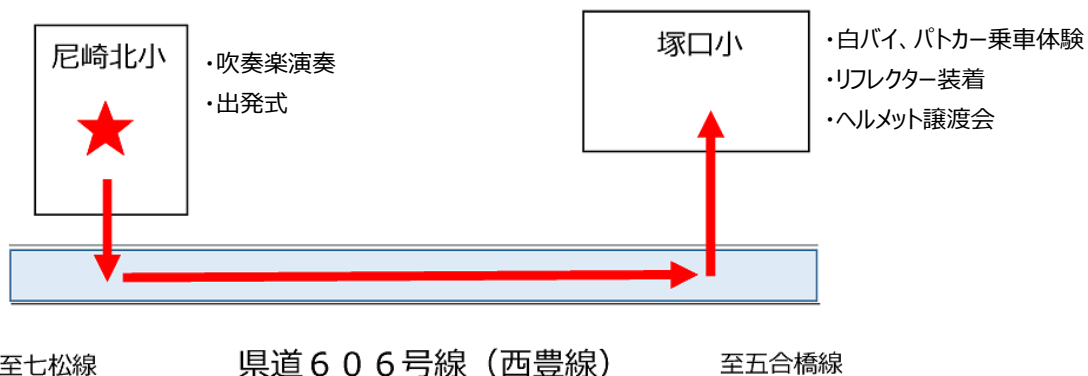 尼崎北小
・吹奏楽演奏
・出発式
塚口小
・白バイ、パトカー乗車体験
・リフレクター装着
・ヘルメット譲渡会
至七松線
県道６０６号線（西豊線）
至五合橋線